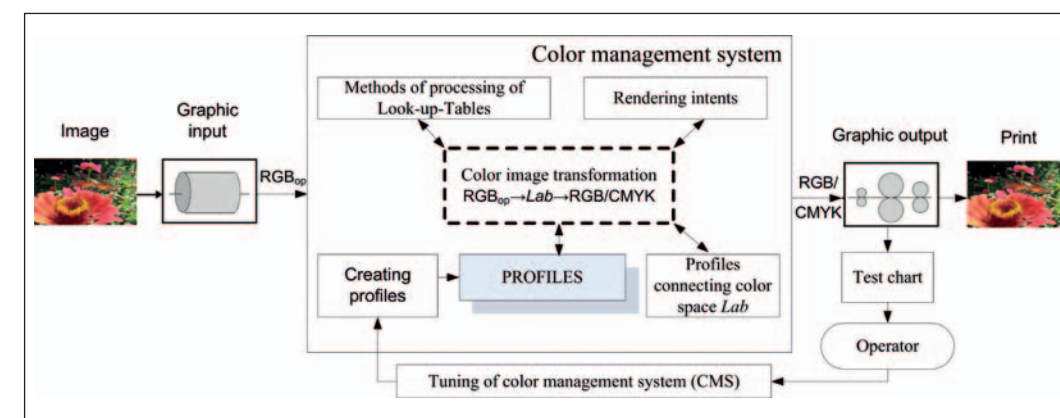 Color management system
Methods of processing of
Look-up-Tables
Rendering intents
Image
Graphic
input
RGBop
Color image transformation
RGBop→Lab→RGB/CMYK
RGB/
CMYK
Graphic output
Print
Creating
profiles
PROFILES
Profiles
connecting color
space Lab
Test chart
Operator
Tuning of color management system (CMS)